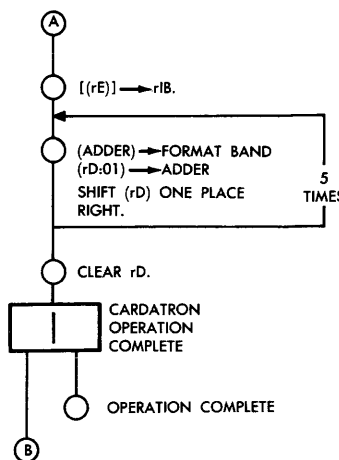 A
[(rE)] → rIB.
(ADDER) → FORMAT BAND
(rD:01) → ADDER
SHIFT (rD) ONE PLACE
RIGHT.
5
TIMES
CLEAR rD.
CARDATRON
OPERATION
COMPLETE
OPERATION COMPLETE
B